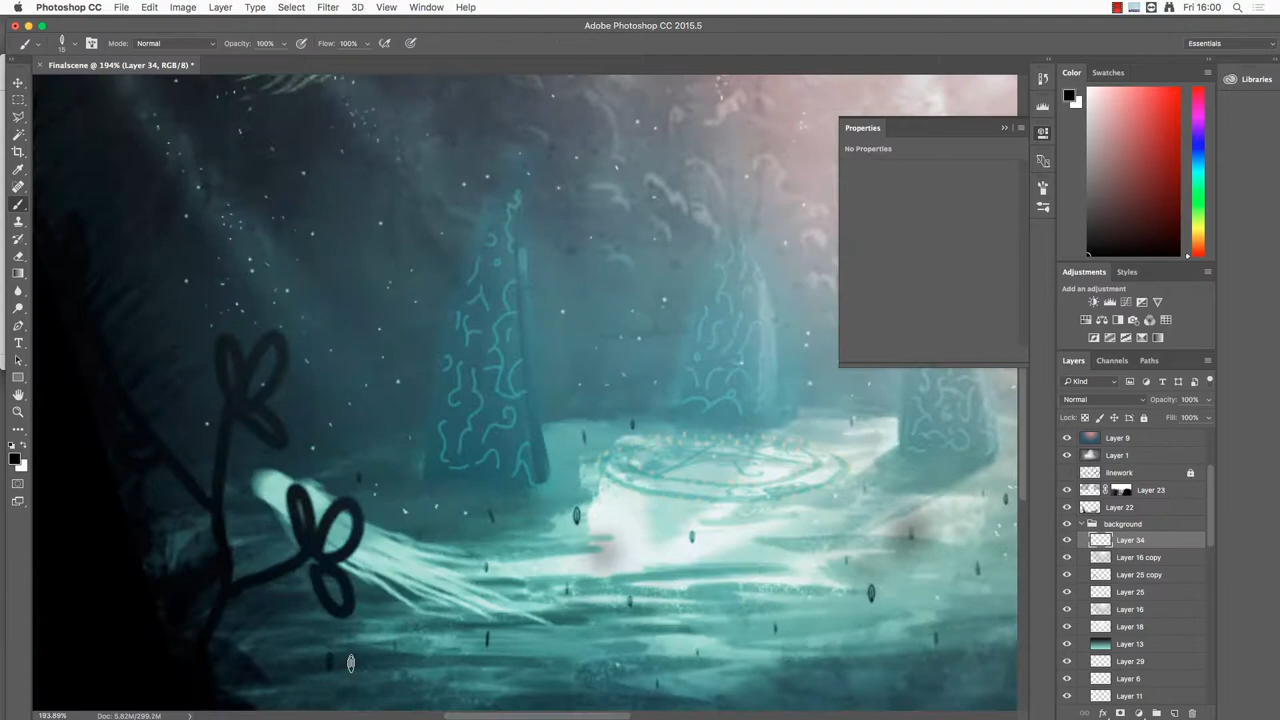 Photoshop CC File Edit Image Layer Type Select Filter 3D View Window Help Fri 16:00
Adobe Photoshop CC 2015.5
15 Mode: Normal Opacity: 100% Flow: 100% Essentials
Finalscene @ 194% (Layer 34, RGB/8) *
Color Swatches
Libraries
Properties
No Properties
Adjustments Styles
Add an adjustment
Layers Channels Paths
Kind
Normal Opacity: 100%
Lock: Fill: 100%
Layer 9
Layer 1
linework
Layer 23
Layer 22
background
Layer 34
Layer 16 copy
Layer 25 copy
Layer 25
Layer 16
Layer 18
Layer 13
Layer 29
Layer 6
Layer 11
193.89% Doc: 5.82M/299.2M